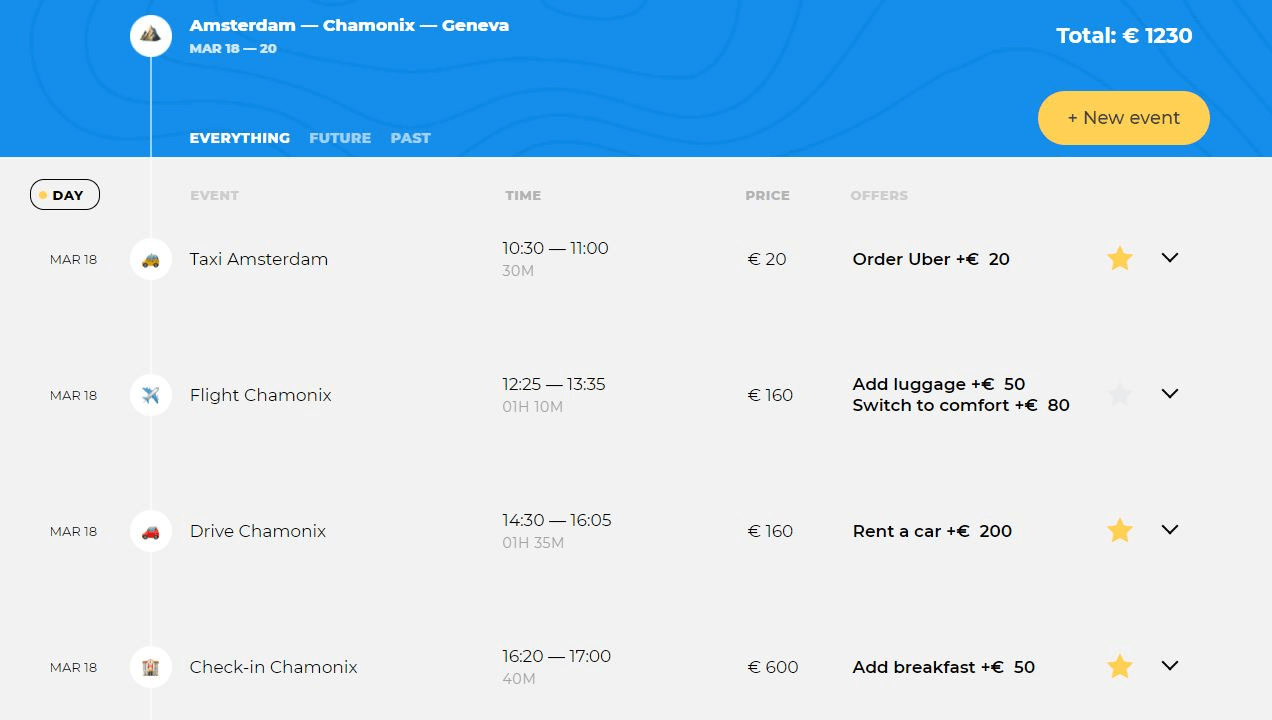 Amsterdam — Chamonix — Geneva
MAR 18 — 20
Total: € 1230
+ New event
EVERYTHING FUTURE PAST
DAY EVENT TIME PRICE OFFERS
MAR 18 Taxi Amsterdam 10:30 — 11:00 € 20 Order Uber +€ 20
30M
MAR 18 Flight Chamonix 12:25 — 13:35 € 160 Add luggage +€ 50
01H 10M Switch to comfort +€ 80
MAR 18 Drive Chamonix 14:30 — 16:05 € 160 Rent a car +€ 200
01H 35M
MAR 18 Check-in Chamonix 16:20 — 17:00 € 600 Add breakfast +€ 50
40M